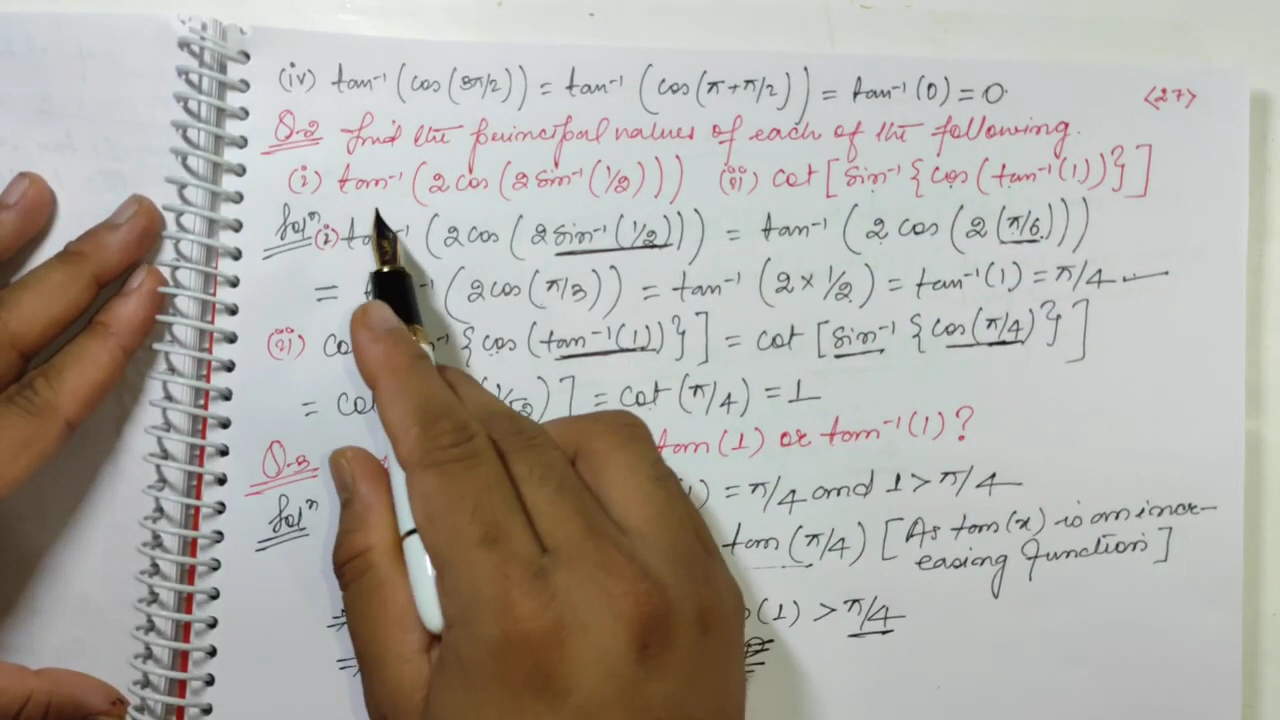 (iv) tan⁻¹(cos(3π/2)) = tan⁻¹(cos(π+π/2)) = tan⁻¹(0) = 0. <27>
Q-2 find the principal values of each of the following.
(i) tan⁻¹(2cos(2sin⁻¹(1/2))) (ii) cot[sin⁻¹{cos(tan⁻¹(1))}]
Solⁿ (i) tan⁻¹(2cos(2sin⁻¹(1/2))) = tan⁻¹(2cos(2(π/6)))
= tan⁻¹(2cos(π/3)) = tan⁻¹(2×1/2) = tan⁻¹(1) = π/4
(ii) {cos(tan⁻¹(1))}] = cot[sin⁻¹{cos(π/4)}]
= = cot(π/4) = 1
Q-3 tan(1) or tan⁻¹(1)?
Solⁿ = π/4 and 1 > π/4
tan(π/4) [As tan(x) is an incr-
easing function]
⇒ (1) > π/4
⇒